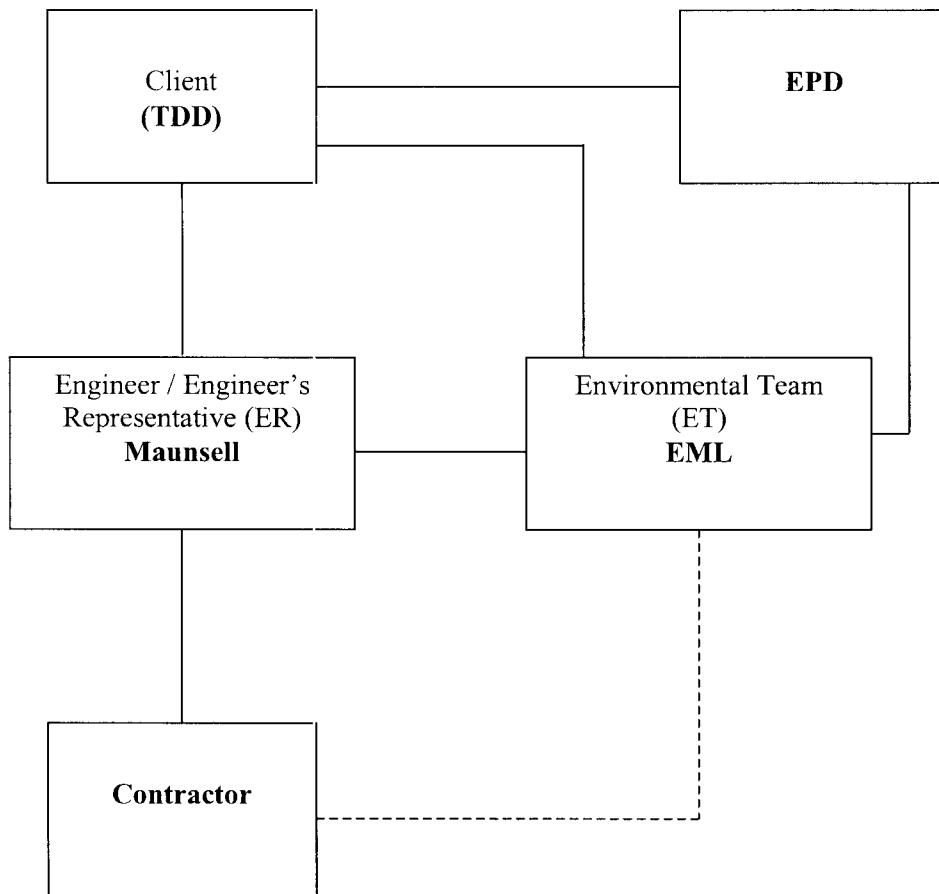 Client
(TDD)
EPD
Engineer / Engineer's
Representative (ER)
Maunsell
Environmental Team
(ET)
EML
Contractor